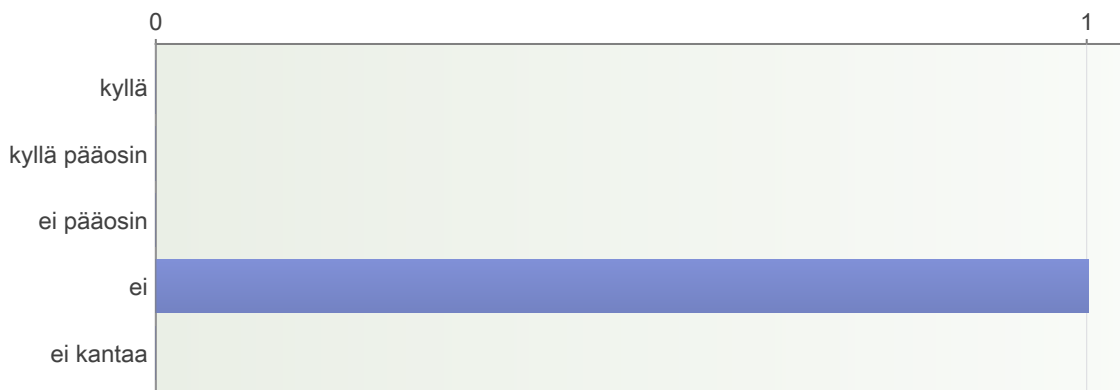 0 1
kyllä
kyllä pääosin
ei pääosin
ei
ei kantaa